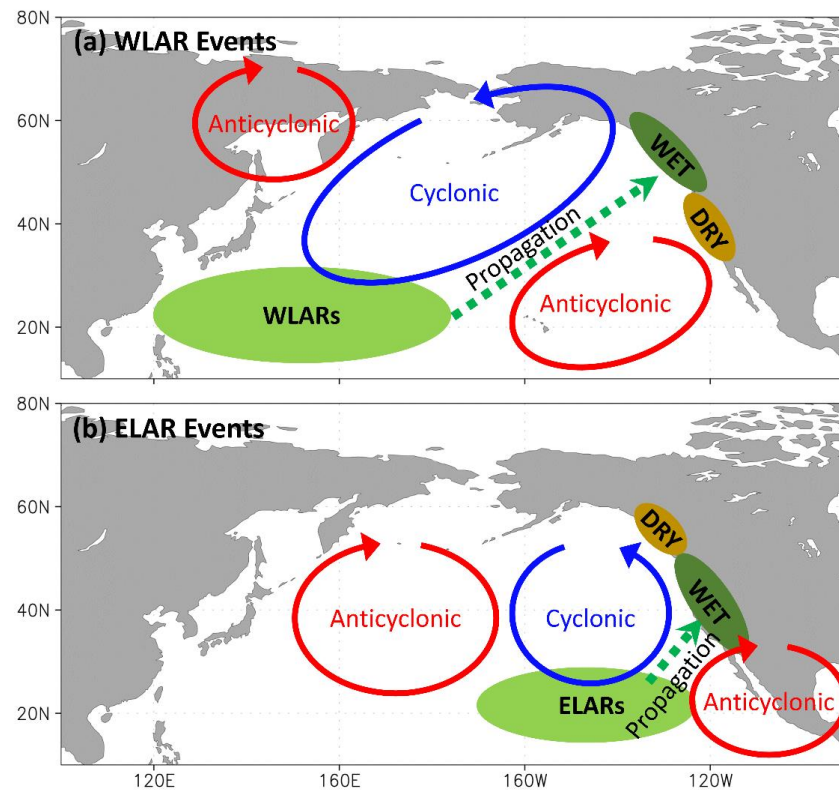 80N
(a) WLAR Events
Anticyclonic
60N
WET
Cyclonic
40N
DRY
Propagation
Anticyclonic
WLARs
20N
80N
(b) ELAR Events
60N
DRY
WET
40N
Anticyclonic
Cyclonic
Propagation
ELARs
Anticyclonic
20N
120E 160E 160W 120W